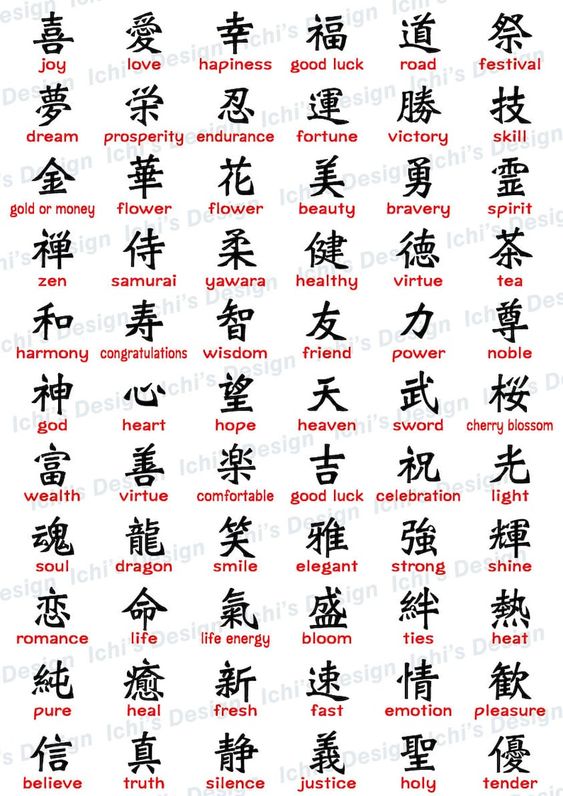 喜 愛 幸 福 道 祭
joy love hapiness good luck road festival
夢 栄 忍 運 勝 技
dream prosperity endurance fortune victory skill
金 華 花 美 勇 霊
gold or money flower flower beauty bravery spirit
禅 侍 柔 健 徳 茶
zen samurai yawara healthy virtue tea
和 寿 智 友 力 尊
harmony congratulations wisdom friend power noble
神 心 望 天 武 桜
god heart hope heaven sword cherry blossom
富 善 楽 吉 祝 光
wealth virtue comfortable good luck celebration light
魂 龍 笑 雅 強 輝
soul dragon smile elegant strong shine
恋 命 氣 盛 絆 熱
romance life life energy bloom ties heat
純 癒 新 速 情 歓
pure heal fresh fast emotion pleasure
信 真 静 義 聖 優
believe truth silence justice holy tender
Ichi's Design